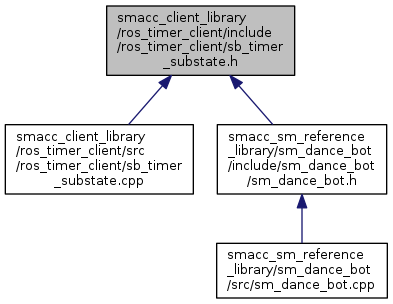 smacc_client_library
/ros_timer_client/include
/ros_timer_client/sb_timer
_substate.h
smacc_client_library
/ros_timer_client/src
/ros_timer_client/sb_timer
_substate.cpp
smacc_sm_reference
_library/sm_dance_bot
/include/sm_dance_bot
/sm_dance_bot.h
smacc_sm_reference
_library/sm_dance_bot
/src/sm_dance_bot.cpp